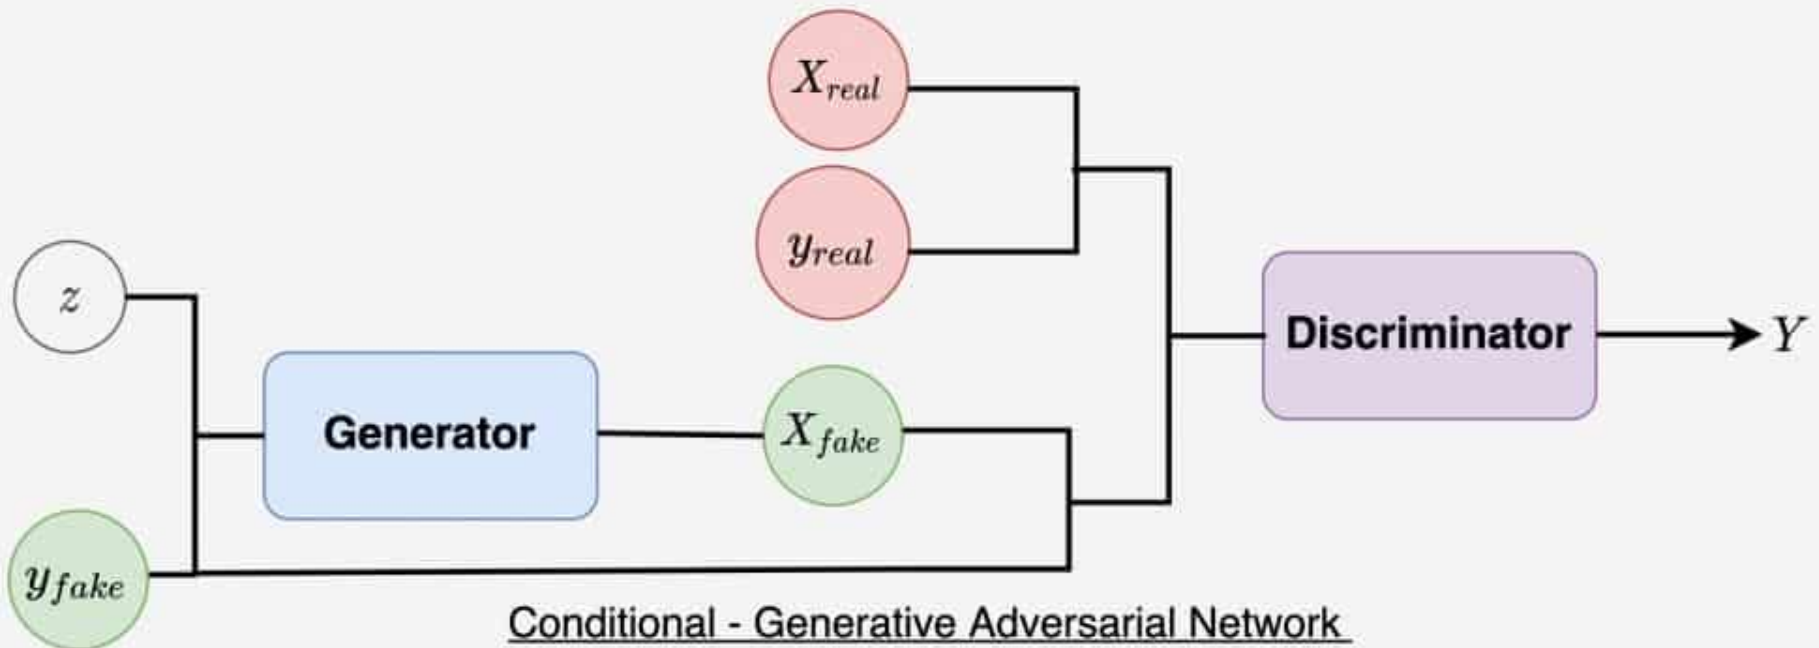 X_real
y_real
z
Discriminator
Y
Generator
X_fake
y_fake
Conditional - Generative Adversarial Network